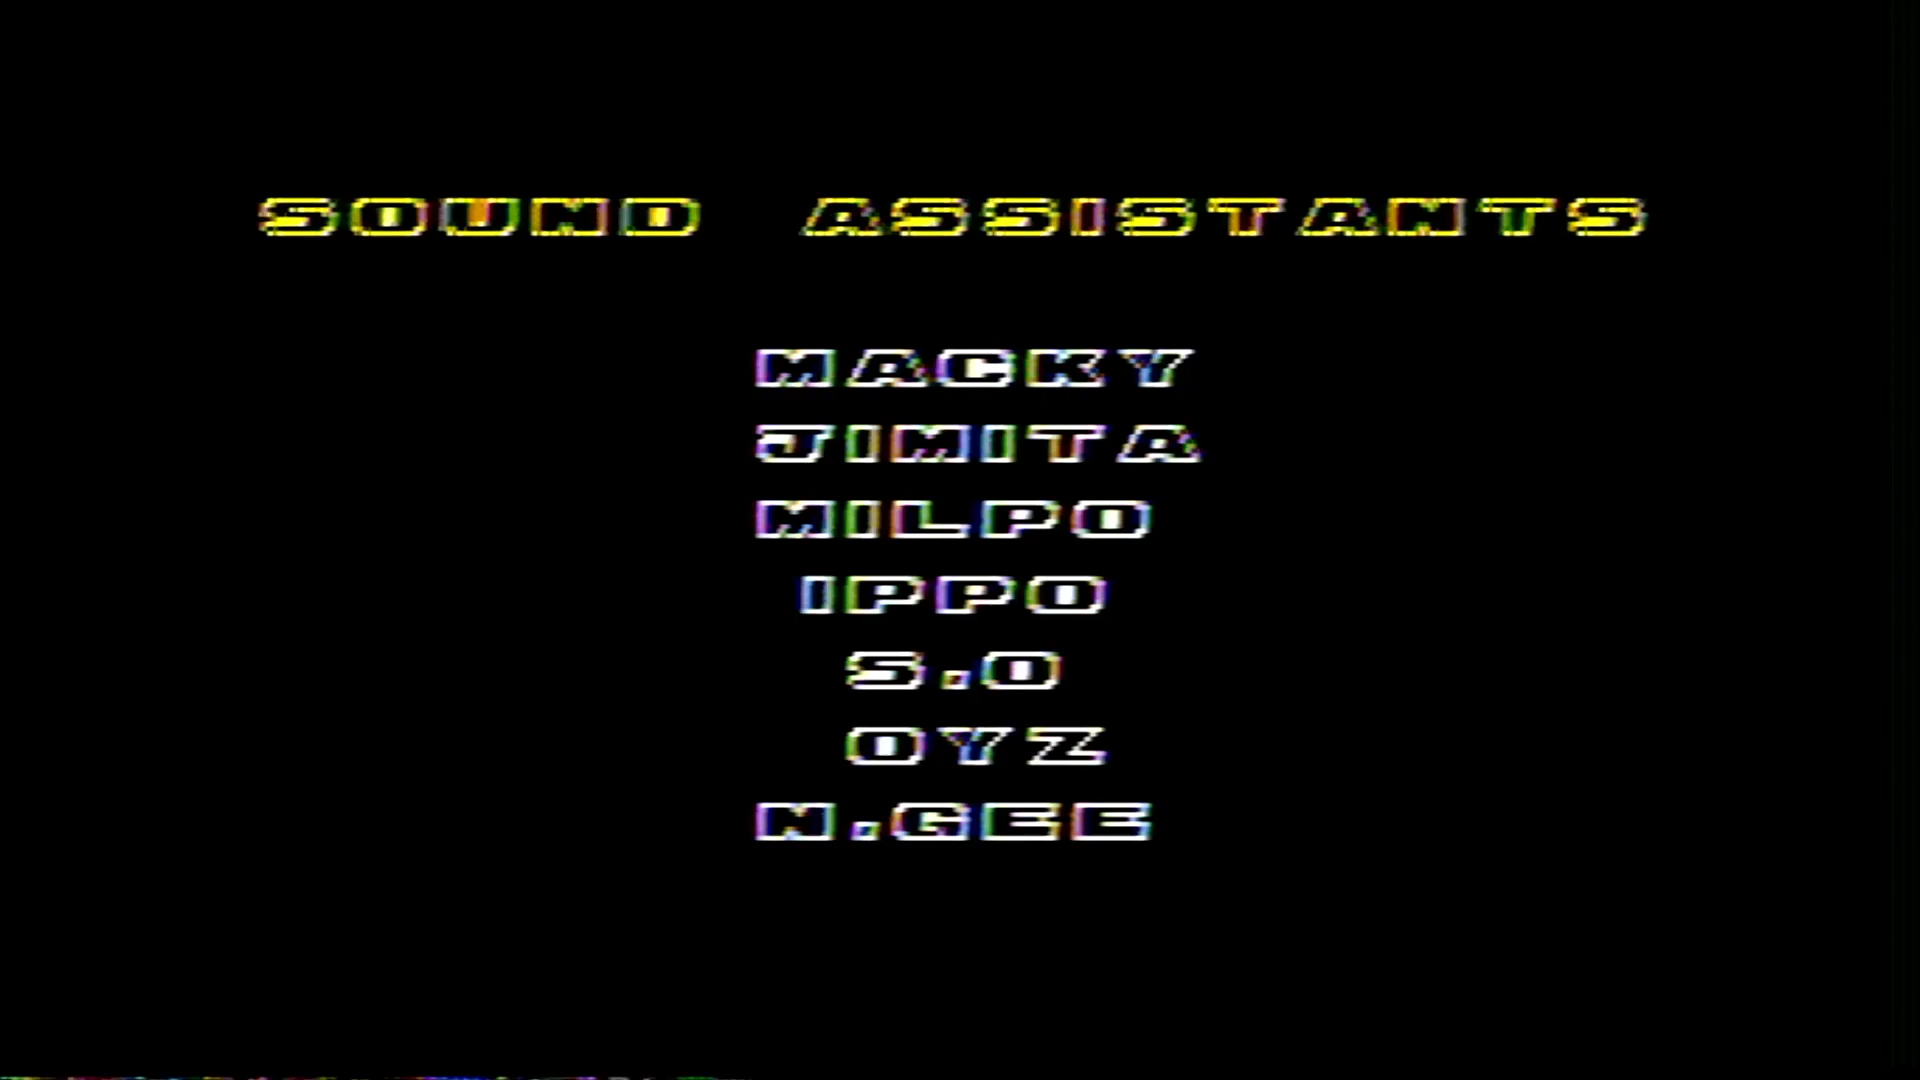 SOUND ASSISTANTS
MACKY
JIMITA
MILPO
IPPO
S.O
OYZ
N.GEE